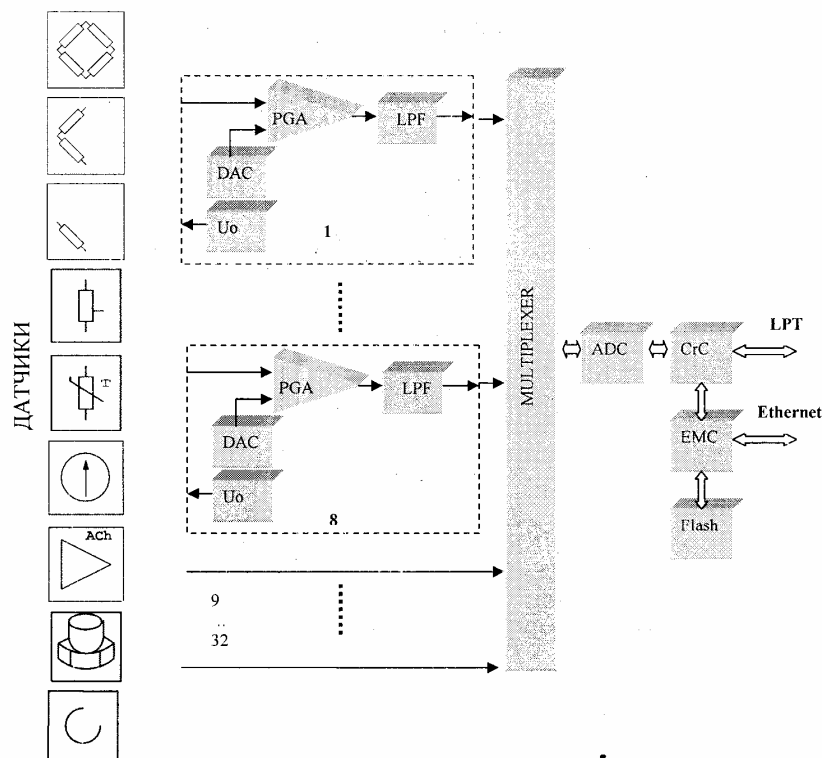 ДАТЧИКИ
T
ACh
PGA
LPF
DAC
Uo
1
PGA
LPF
DAC
Uo
8
9
..
32
MULTIPLEXER
ADC
CrC
LPT
EMC
Ethernet
Flash